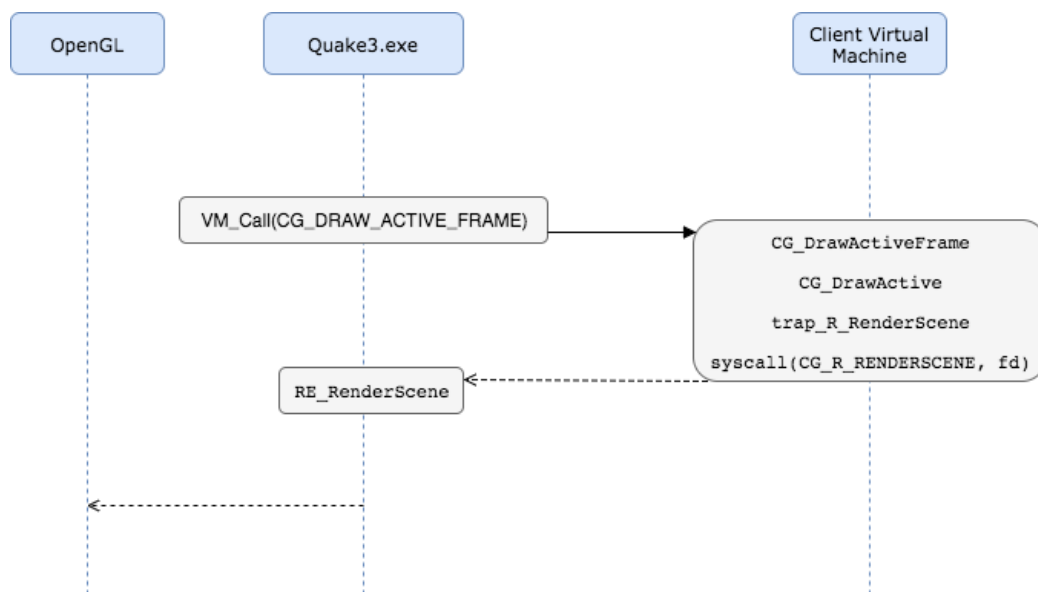 OpenGL
Quake3.exe
Client Virtual
Machine
VM_Call(CG_DRAW_ACTIVE_FRAME)
CG_DrawActiveFrame
CG_DrawActive
trap_R_RenderScene
syscall(CG_R_RENDERSCENE, fd)
RE_RenderScene